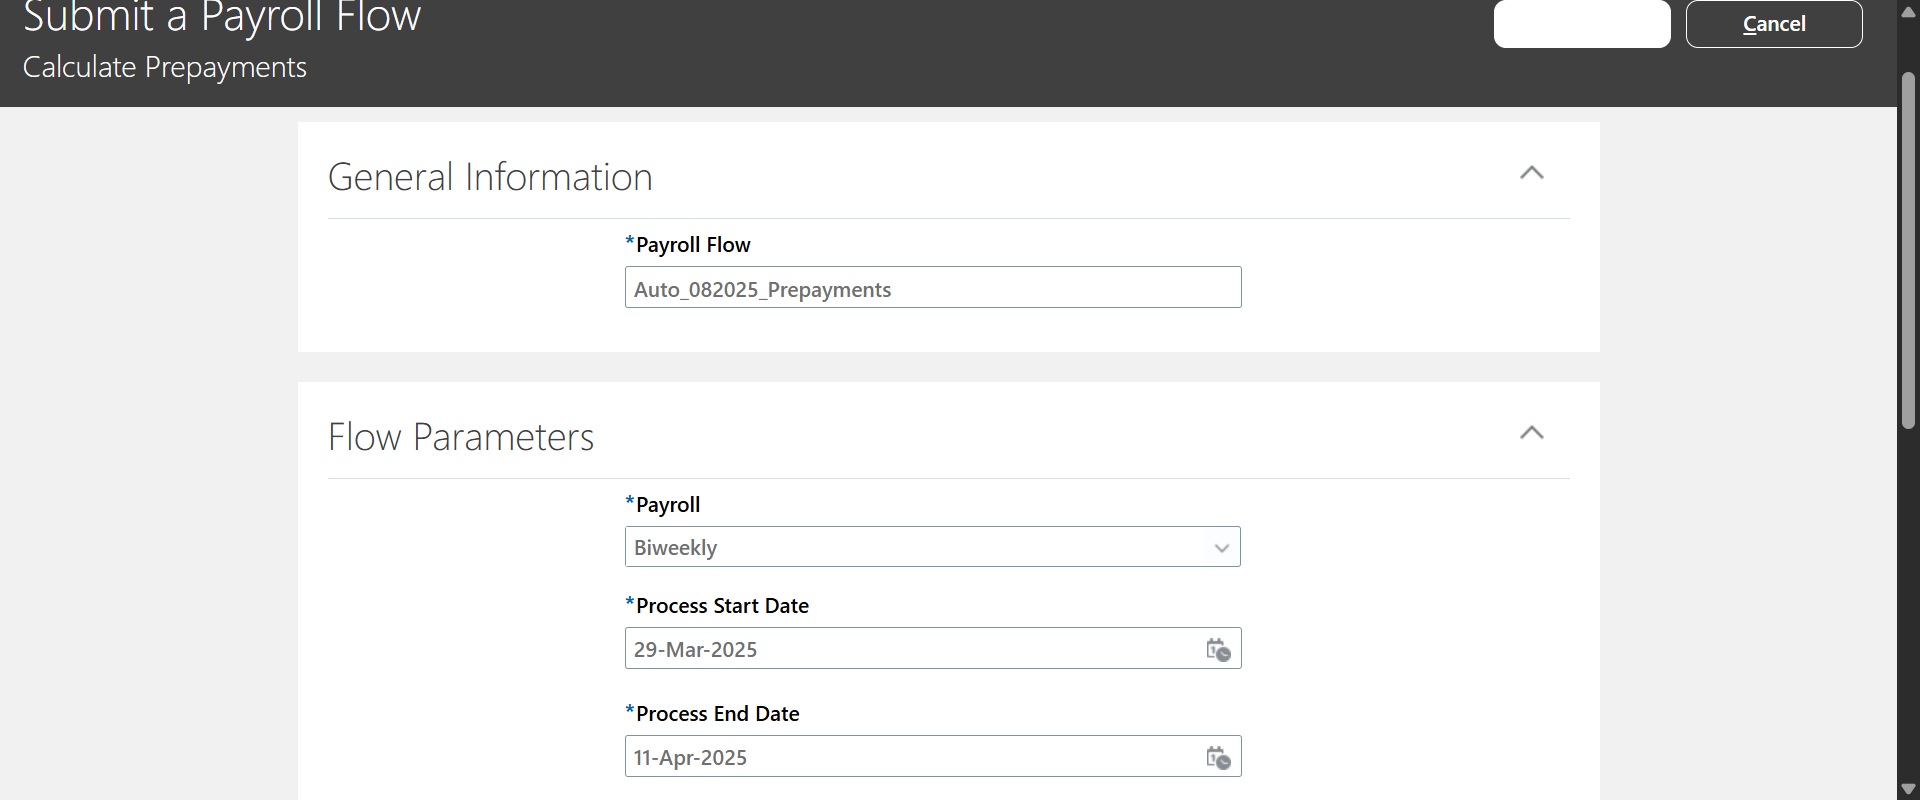 Submit a Payroll Flow
Calculate Prepayments
Cancel
General Information
*Payroll Flow
Auto_082025_Prepayments
Flow Parameters
*Payroll
Biweekly
*Process Start Date
29-Mar-2025
*Process End Date
11-Apr-2025